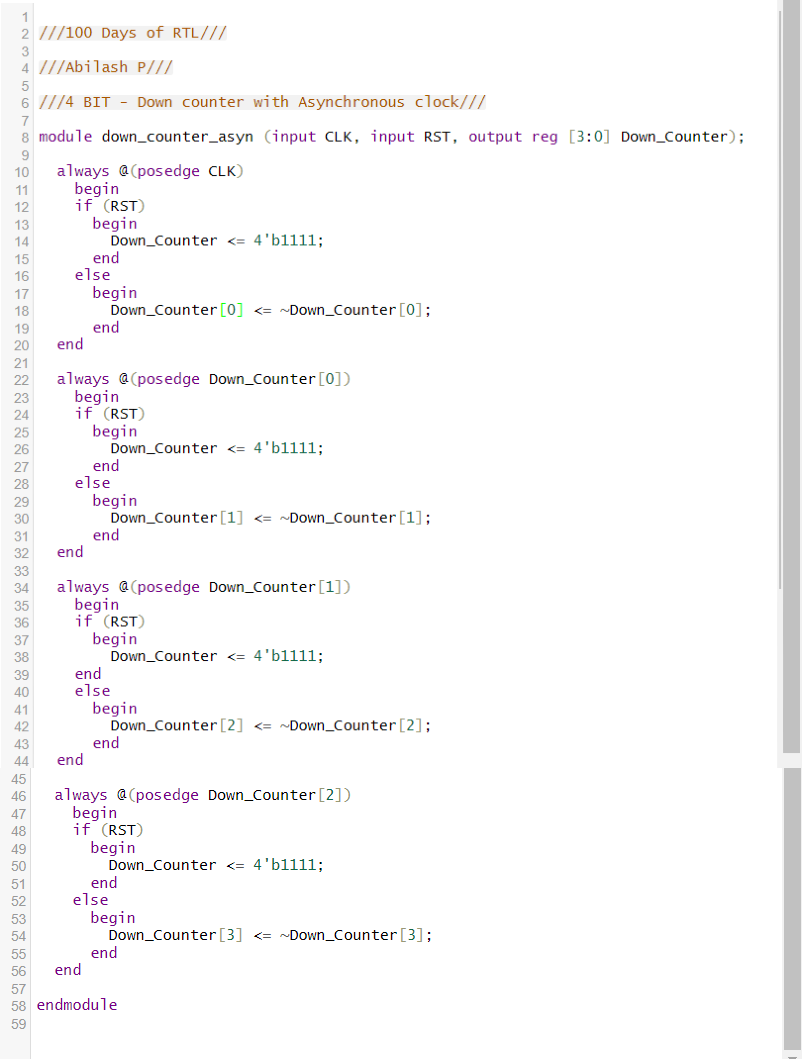 1
2 ///100 Days of RTL///
3
4 ///Abilash P///
5
6 ///4 BIT - Down counter with Asynchronous clock///
7
8 module down_counter_asyn (input CLK, input RST, output reg [3:0] Down_Counter);
9
10   always @(posedge CLK)
11     begin
12     if (RST)
13       begin
14         Down_Counter <= 4'b1111;
15       end
16     else
17       begin
18         Down_Counter[0] <= ~Down_Counter[0];
19       end
20   end
21
22   always @(posedge Down_Counter[0])
23     begin
24     if (RST)
25       begin
26         Down_Counter <= 4'b1111;
27       end
28     else
29       begin
30         Down_Counter[1] <= ~Down_Counter[1];
31       end
32   end
33
34   always @(posedge Down_Counter[1])
35     begin
36     if (RST)
37       begin
38         Down_Counter <= 4'b1111;
39     end
40     else
41       begin
42         Down_Counter[2] <= ~Down_Counter[2];
43       end
44   end
45
46   always @(posedge Down_Counter[2])
47     begin
48     if (RST)
49       begin
50         Down_Counter <= 4'b1111;
51       end
52     else
53       begin
54         Down_Counter[3] <= ~Down_Counter[3];
55       end
56   end
57
58 endmodule
59